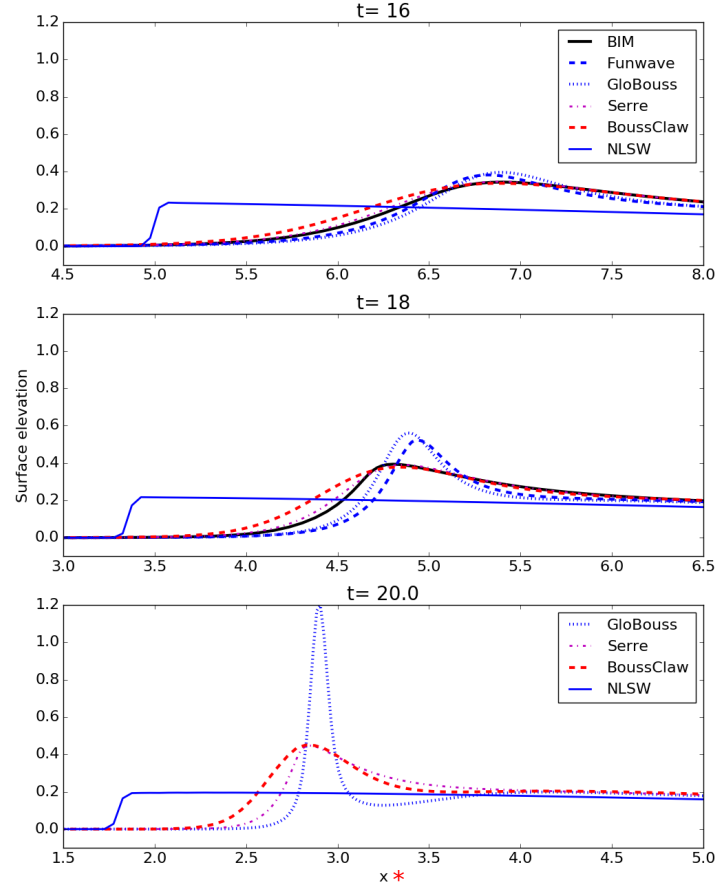 t= 16
1.2
1.0
0.8
0.6
0.4
0.2
0.0
BIM
Funwave
GloBouss
Serre
BoussClaw
NLSW
4.5 5.0 5.5 6.0 6.5 7.0 7.5 8.0
t= 18
Surface elevation
1.2
1.0
0.8
0.6
0.4
0.2
0.0
3.0 3.5 4.0 4.5 5.0 5.5 6.0 6.5
t= 20.0
1.2
1.0
0.8
0.6
0.4
0.2
0.0
GloBouss
Serre
BoussClaw
NLSW
1.5 2.0 2.5 3.0 3.5 4.0 4.5 5.0
x *